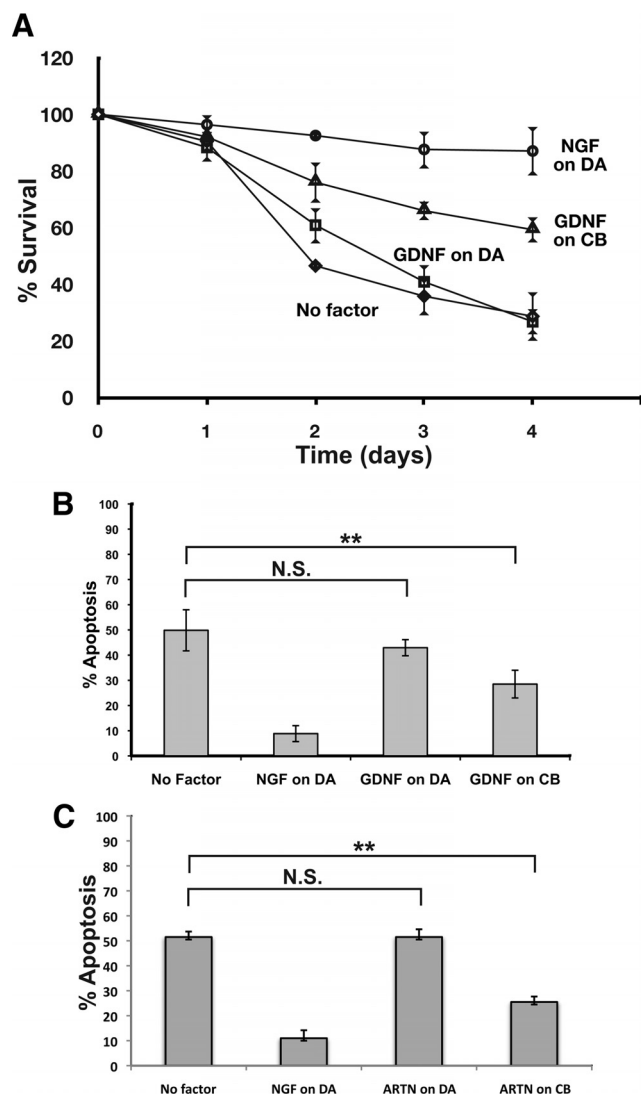 A
120
100
80
60
40
20
0
% Survival
NGF
on DA
GDNF
on CB
GDNF on DA
No factor
0 1 2 3 4
Time (days)
B
100
90
80
70
60
50
40
30
20
10
0
% Apoptosis
**
N.S.
No Factor NGF on DA GDNF on DA GDNF on CB
C
100
90
80
70
60
50
40
30
20
10
0
% Apoptosis
**
N.S.
No factor NGF on DA ARTN on DA ARTN on CB